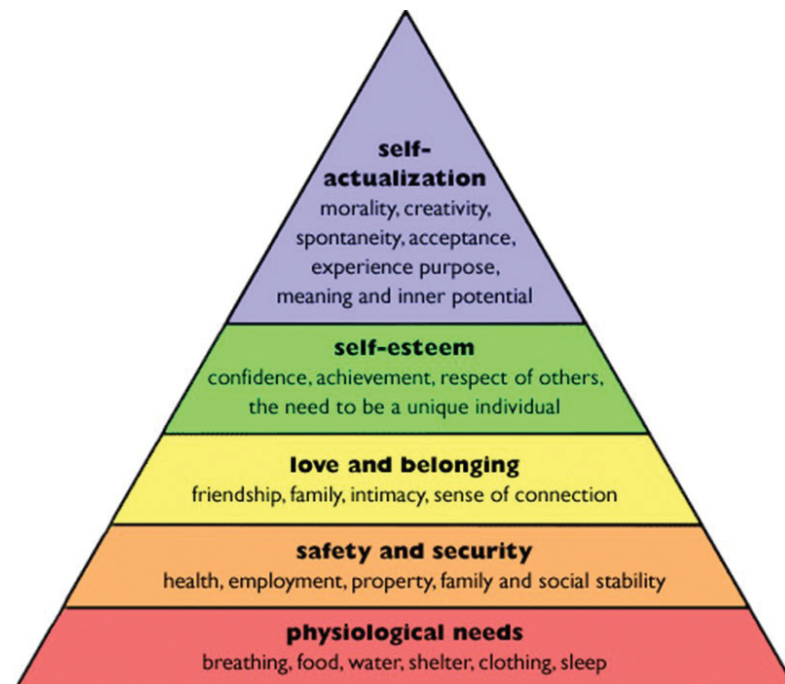 self-
actualization
morality, creativity,
spontaneity, acceptance,
experience purpose,
meaning and inner potential
self-esteem
confidence, achievement, respect of others,
the need to be a unique individual
love and belonging
friendship, family, intimacy, sense of connection
safety and security
health, employment, property, family and social stability
physiological needs
breathing, food, water, shelter, clothing, sleep